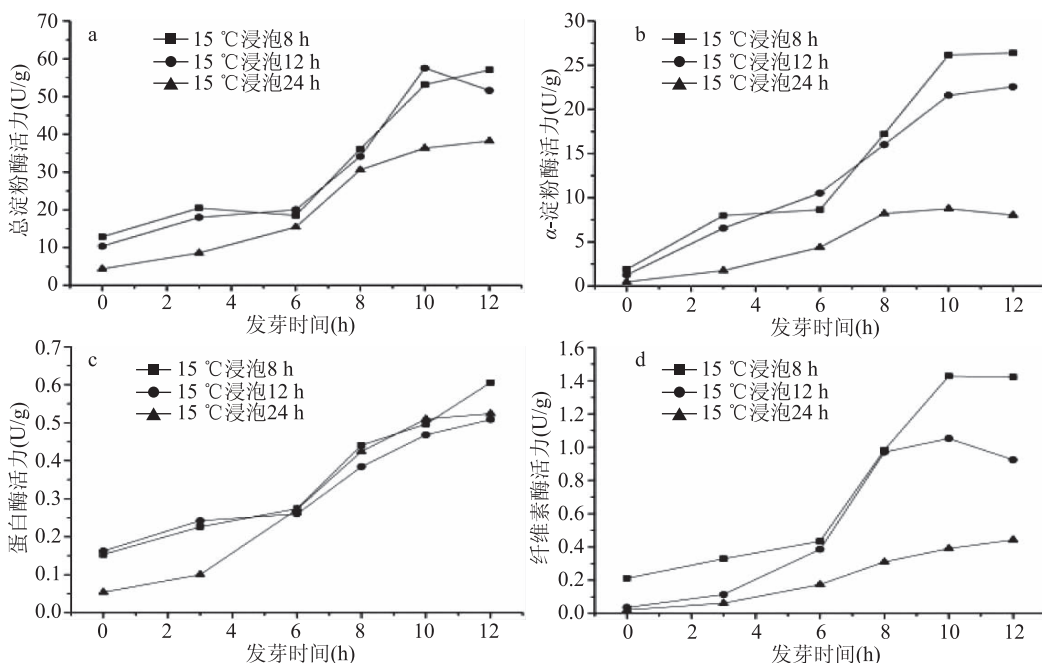 a
15 ℃浸泡8 h
15 ℃浸泡12 h
15 ℃浸泡24 h
总淀粉酶活力(U/g)
70
60
50
40
30
20
10
0
0 2 4 6 8 10 12
发芽时间(h)
b
15 ℃浸泡8 h
15 ℃浸泡12 h
15 ℃浸泡24 h
α-淀粉酶活力(U/g)
30
25
20
15
10
5
0
0 2 4 6 8 10 12
发芽时间(h)
c
15 ℃浸泡8 h
15 ℃浸泡12 h
15 ℃浸泡24 h
蛋白酶活力(U/g)
0.7
0.6
0.5
0.4
0.3
0.2
0.1
0.0
0 2 4 6 8 10 12
发芽时间(h)
d
15 ℃浸泡8 h
15 ℃浸泡12 h
15 ℃浸泡24 h
纤维素酶活力(U/g)
1.6
1.4
1.2
1.0
0.8
0.6
0.4
0.2
0.0
0 2 4 6 8 10 12
发芽时间(h)